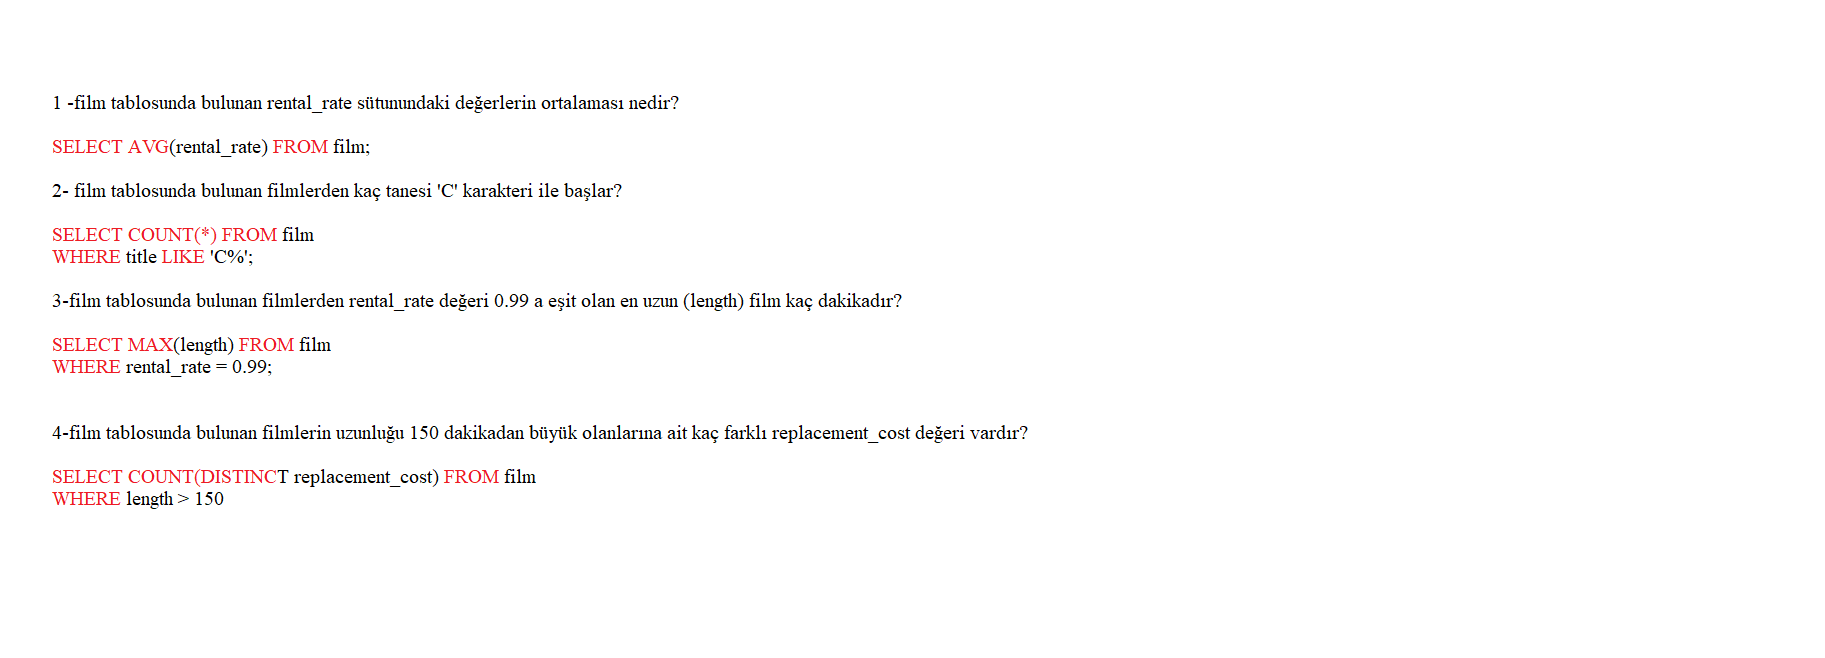 1 -film tablosunda bulunan rental_rate sütunundaki değerlerin ortalaması nedir?
SELECT AVG(rental_rate) FROM film;
2- film tablosunda bulunan filmlerden kaç tanesi 'C' karakteri ile başlar?
SELECT COUNT(*) FROM film
WHERE title LIKE 'C%';
3-film tablosunda bulunan filmlerden rental_rate değeri 0.99 a eşit olan en uzun (length) film kaç dakikadır?
SELECT MAX(length) FROM film
WHERE rental_rate = 0.99;
4-film tablosunda bulunan filmlerin uzunluğu 150 dakikadan büyük olanlarına ait kaç farklı replacement_cost değeri vardır?
SELECT COUNT(DISTINCT replacement_cost) FROM film
WHERE length > 150